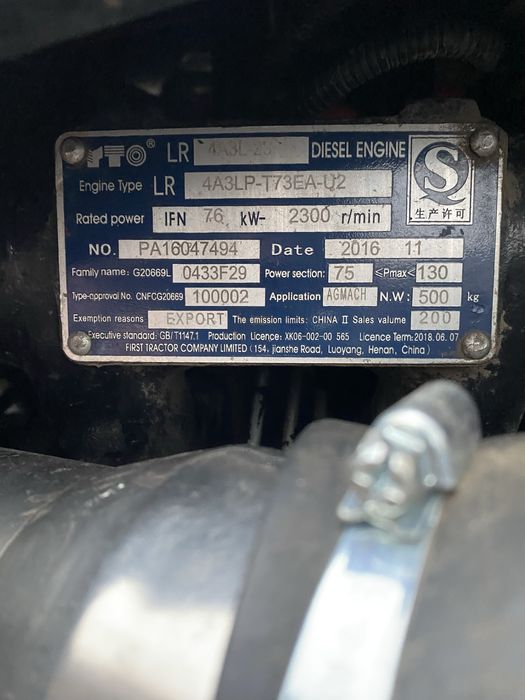 YTO® LR 4A3L-23 DIESEL ENGINE
Engine Type LR 4A3LP-T73EA-U2
Rated power IFN 76 kW- 2300 r/min
生产许可
NO. PA16047494 Date 2016 11
Family name: G20669L 0433F29 Power section: 75 ≤Pmax< 130
Type-approval No. CNFCG20669 100002 Application AGMACH N.W: 500 kg
Exemption reasons EXPORT The emission limits: CHINA II Sales valume 200
Executive standard: GB/T1147.1 Production Licence: XK06-002-00 565 Licence Term: 2018.06.07
FIRST TRACTOR COMPANY LIMITED (154, jianshe Road, Luoyang, Henan, China)